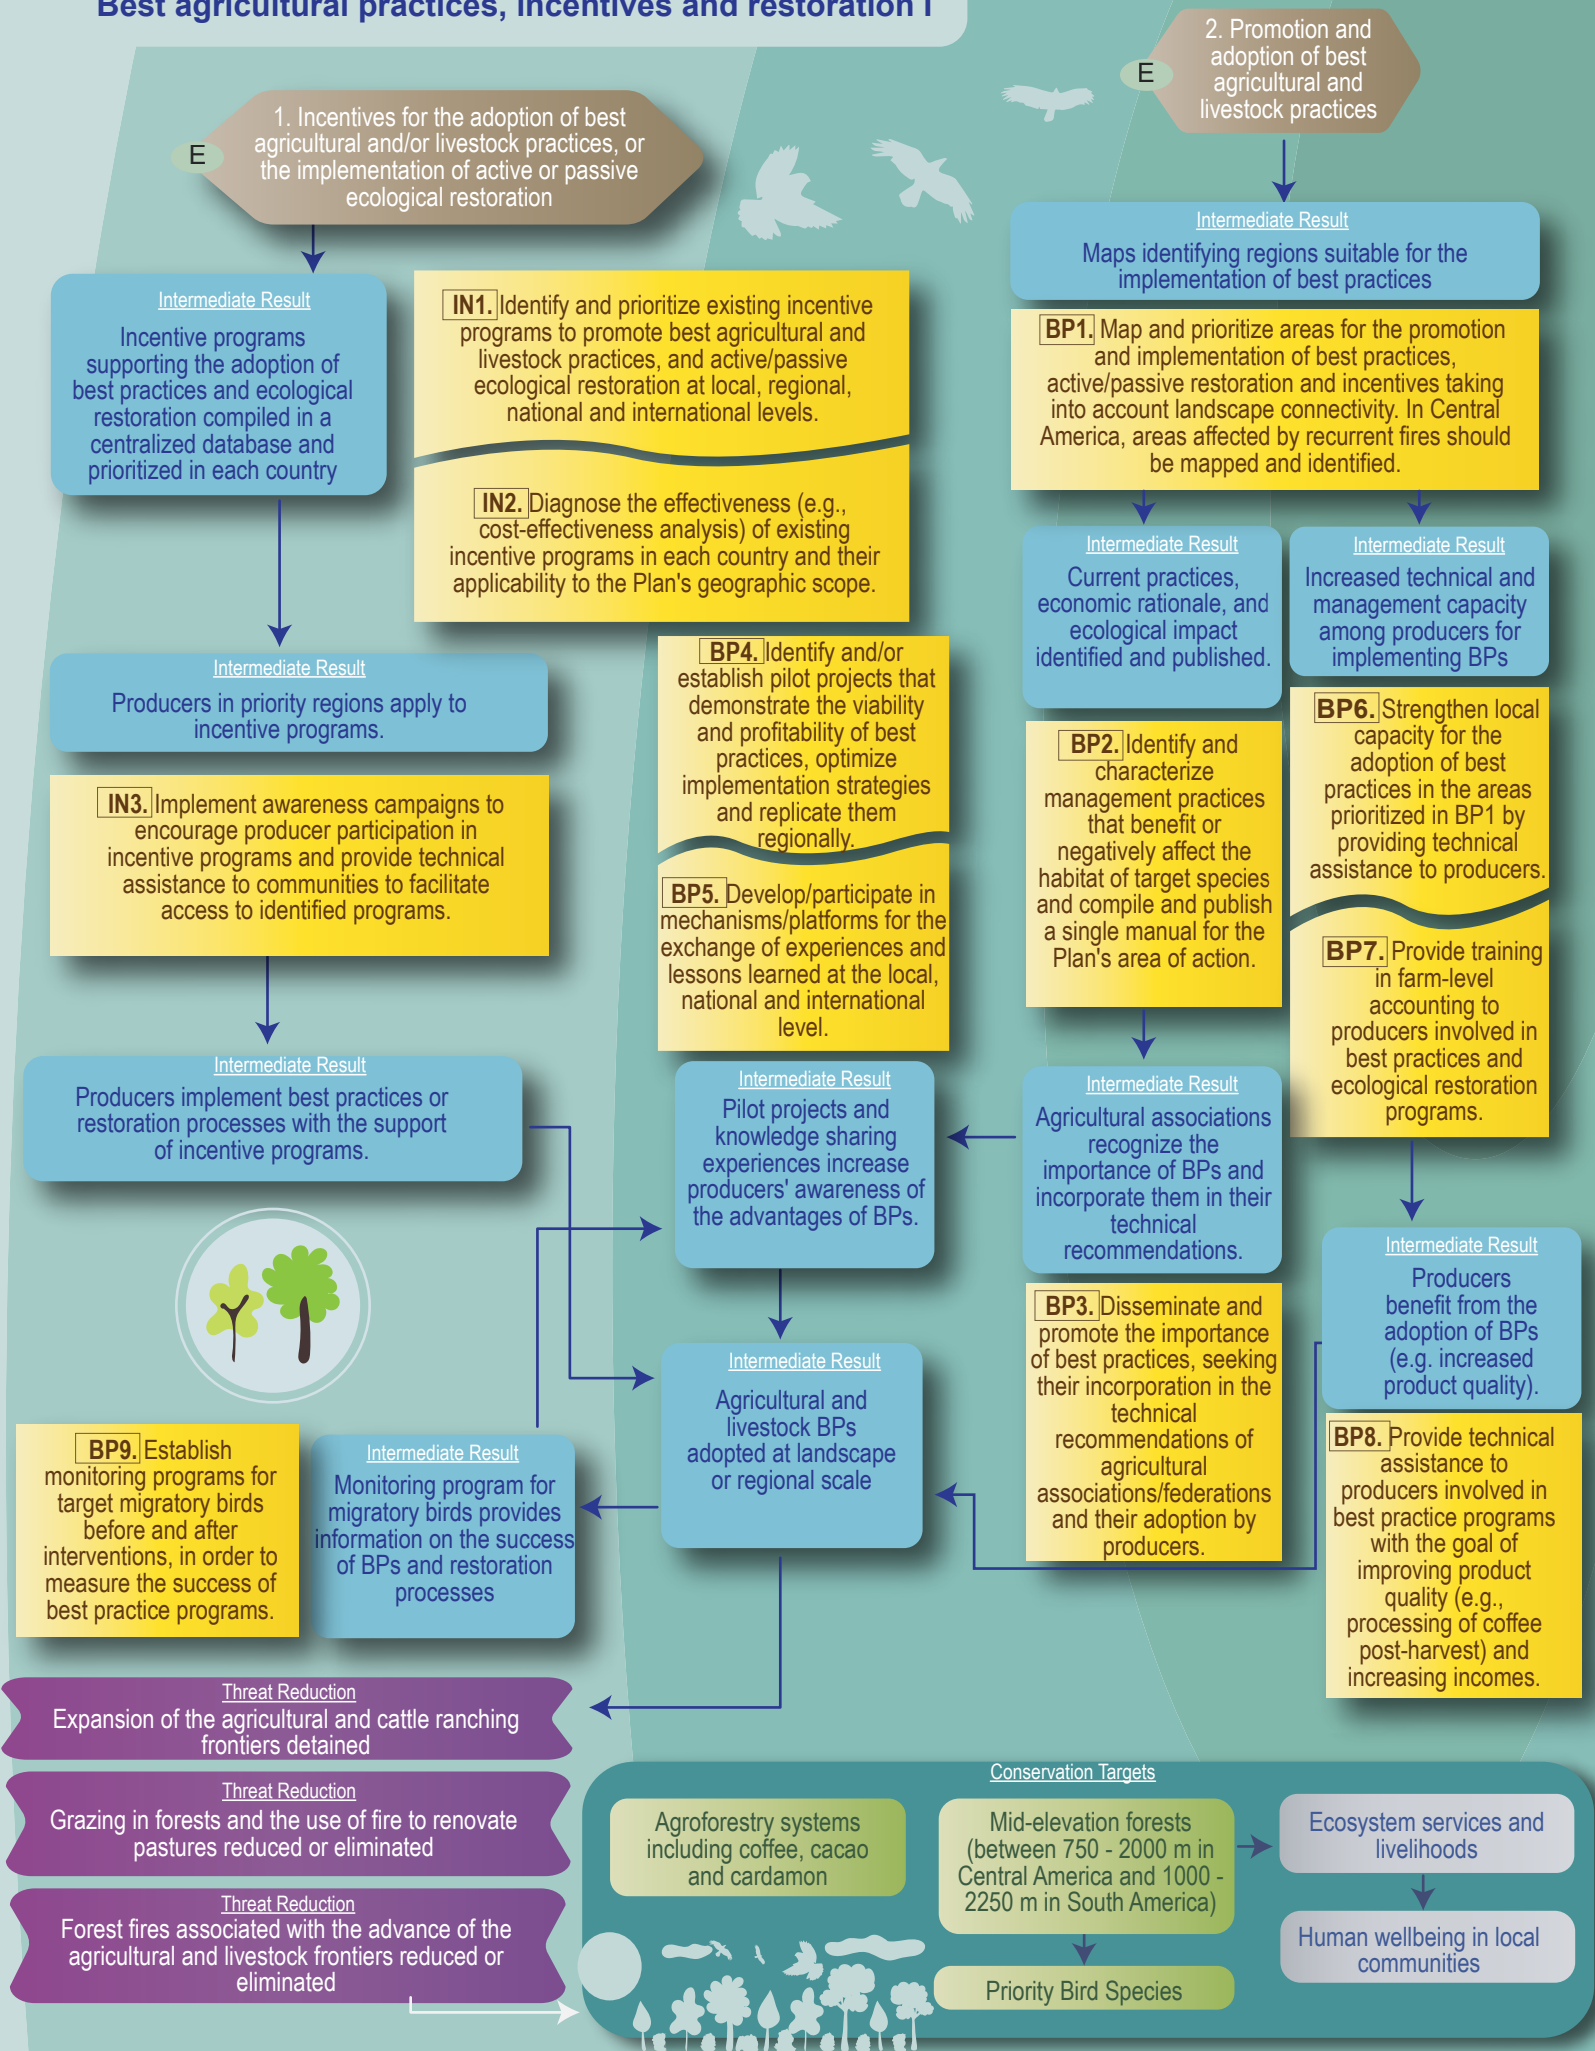 Best agricultural practices, incentives and restoration I
E
1. Incentives for the adoption of best
agricultural and/or livestock practices, or
the implementation of active or passive
ecological restoration
Intermediate Result
Incentive programs
supporting the adoption of
best practices and ecological
restoration compiled in a
centralized database and
prioritized in each country
IN1. Identify and prioritize existing incentive
programs to promote best agricultural and
livestock practices, and active/passive
ecological restoration at local, regional,
national and international levels.
IN2. Diagnose the effectiveness (e.g.,
cost-effectiveness analysis) of existing
incentive programs in each country and their
applicability to the Plan's geographic scope.
Intermediate Result
Producers in priority regions apply to
incentive programs.
IN3. Implement awareness campaigns to
encourage producer participation in
incentive programs and provide technical
assistance to communities to facilitate
access to identified programs.
Intermediate Result
Producers implement best practices or
restoration processes with the support
of incentive programs.
E
2. Promotion and
adoption of best
agricultural and
livestock practices
Intermediate Result
Maps identifying regions suitable for the
implementation of best practices
BP1. Map and prioritize areas for the promotion
and implementation of best practices,
active/passive restoration and incentives taking
into account landscape connectivity. In Central
America, areas affected by recurrent fires should
be mapped and identified.
Intermediate Result
Current practices,
economic rationale, and
ecological impact
identified and published.
BP2. Identify and
characterize
management practices
that benefit or
negatively affect the
habitat of target species
and compile and publish
a single manual for the
Plan's area of action.
Intermediate Result
Agricultural associations
recognize the
importance of BPs and
incorporate them in their
technical
recommendations.
BP3. Disseminate and
promote the importance
of best practices, seeking
their incorporation in the
technical
recommendations of
agricultural
associations/federations
and their adoption by
producers.
BP4. Identify and/or
establish pilot projects that
demonstrate the viability
and profitability of best
practices, optimize
implementation strategies
and replicate them
regionally.
BP5. Develop/participate in
mechanisms/platforms for the
exchange of experiences and
lessons learned at the local,
national and international
level.
Intermediate Result
Pilot projects and
knowledge sharing
experiences increase
producers' awareness of
the advantages of BPs.
Intermediate Result
Increased technical and
management capacity
among producers for
implementing BPs
BP6. Strengthen local
capacity for the
adoption of best
practices in the areas
prioritized in BP1 by
providing technical
assistance to producers.
BP7. Provide training
in farm-level
accounting to
producers involved in
best practices and
ecological restoration
programs.
Intermediate Result
Producers
benefit from the
adoption of BPs
(e.g. increased
product quality).
BP8. Provide technical
assistance to
producers involved in
best practice programs
with the goal of
improving product
quality (e.g.,
processing of coffee
post-harvest) and
increasing incomes.
Intermediate Result
Agricultural and
livestock BPs
adopted at landscape
or regional scale
BP9. Establish
monitoring programs for
target migratory birds
before and after
interventions, in order to
measure the success of
best practice programs.
Intermediate Result
Monitoring program for
migratory birds provides
information on the success
of BPs and restoration
processes
Threat Reduction
Expansion of the agricultural and cattle ranching
frontiers detained
Threat Reduction
Grazing in forests and the use of fire to renovate
pastures reduced or eliminated
Threat Reduction
Forest fires associated with the advance of the
agricultural and livestock frontiers reduced or
eliminated
Conservation Targets
Agroforestry systems
including coffee, cacao
and cardamon
Mid-elevation forests
(between 750 - 2000 m in
Central America and 1000 -
2250 m in South America)
Priority Bird Species
Ecosystem services and
livelihoods
Human wellbeing in local
communities